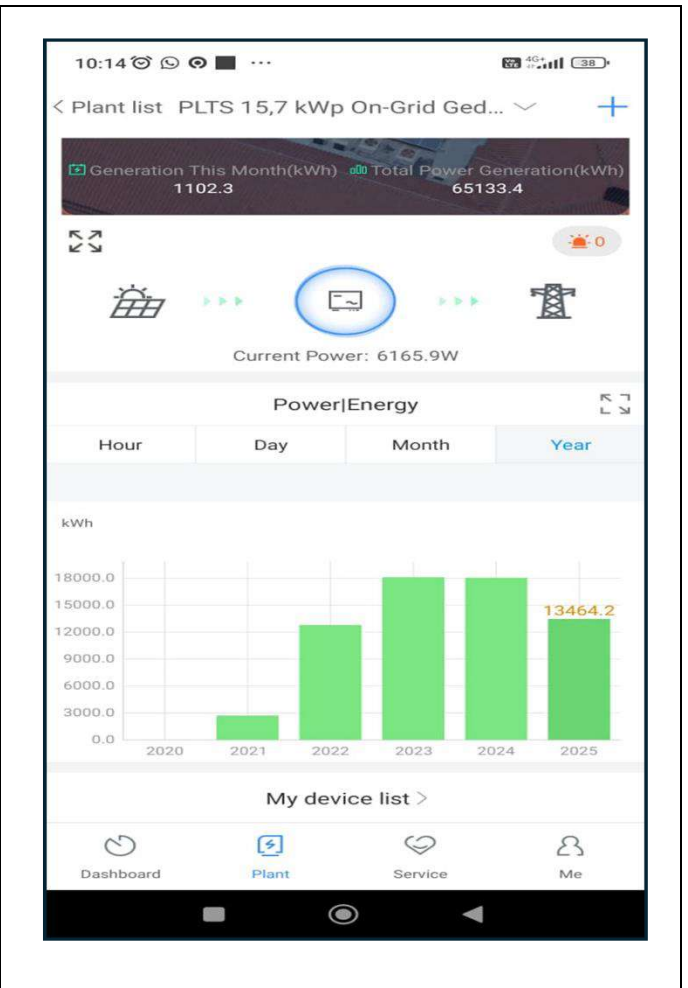 10:14 ... 4G+ 38
< Plant list PLTS 15,7 kWp On-Grid Ged...
Generation This Month(kWh) Total Power Generation(kWh)
1102.3 65133.4
0
Current Power: 6165.9W
Power|Energy
Hour Day Month Year
kWh
18000.0
15000.0
13464.2
12000.0
9000.0
6000.0
3000.0
0.0
2020 2021 2022 2023 2024 2025
My device list >
Dashboard Plant Service Me